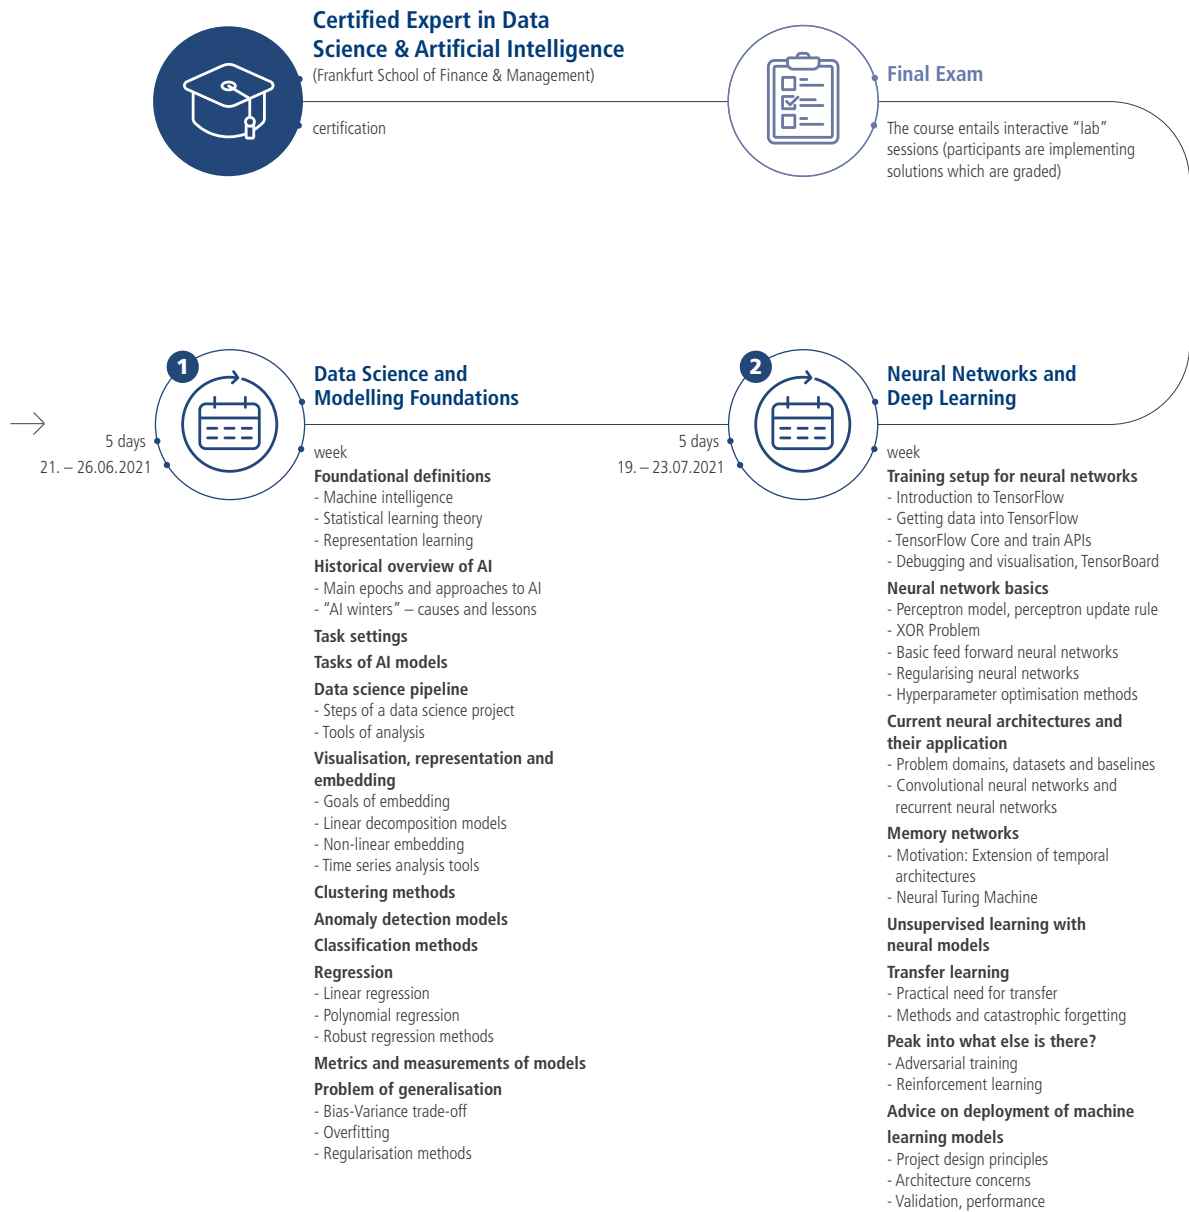 Certified Expert in Data
Science & Artificial Intelligence
(Frankfurt School of Finance & Management)
certification
Final Exam
The course entails interactive “lab”
sessions (participants are implementing
solutions which are graded)
1
5 days
21. – 26.06.2021
Data Science and
Modelling Foundations
week
Foundational definitions
- Machine intelligence
- Statistical learning theory
- Representation learning
Historical overview of AI
- Main epochs and approaches to AI
- “AI winters” – causes and lessons
Task settings
Tasks of AI models
Data science pipeline
- Steps of a data science project
- Tools of analysis
Visualisation, representation and
embedding
- Goals of embedding
- Linear decomposition models
- Non-linear embedding
- Time series analysis tools
Clustering methods
Anomaly detection models
Classification methods
Regression
- Linear regression
- Polynomial regression
- Robust regression methods
Metrics and measurements of models
Problem of generalisation
- Bias-Variance trade-off
- Overfitting
- Regularisation methods
2
5 days
19. – 23.07.2021
Neural Networks and
Deep Learning
week
Training setup for neural networks
- Introduction to TensorFlow
- Getting data into TensorFlow
- TensorFlow Core and train APIs
- Debugging and visualisation, TensorBoard
Neural network basics
- Perceptron model, perceptron update rule
- XOR Problem
- Basic feed forward neural networks
- Regularising neural networks
- Hyperparameter optimisation methods
Current neural architectures and
their application
- Problem domains, datasets and baselines
- Convolutional neural networks and
recurrent neural networks
Memory networks
- Motivation: Extension of temporal
architectures
- Neural Turing Machine
Unsupervised learning with
neural models
Transfer learning
- Practical need for transfer
- Methods and catastrophic forgetting
Peak into what else is there?
- Adversarial training
- Reinforcement learning
Advice on deployment of machine
learning models
- Project design principles
- Architecture concerns
- Validation, performance